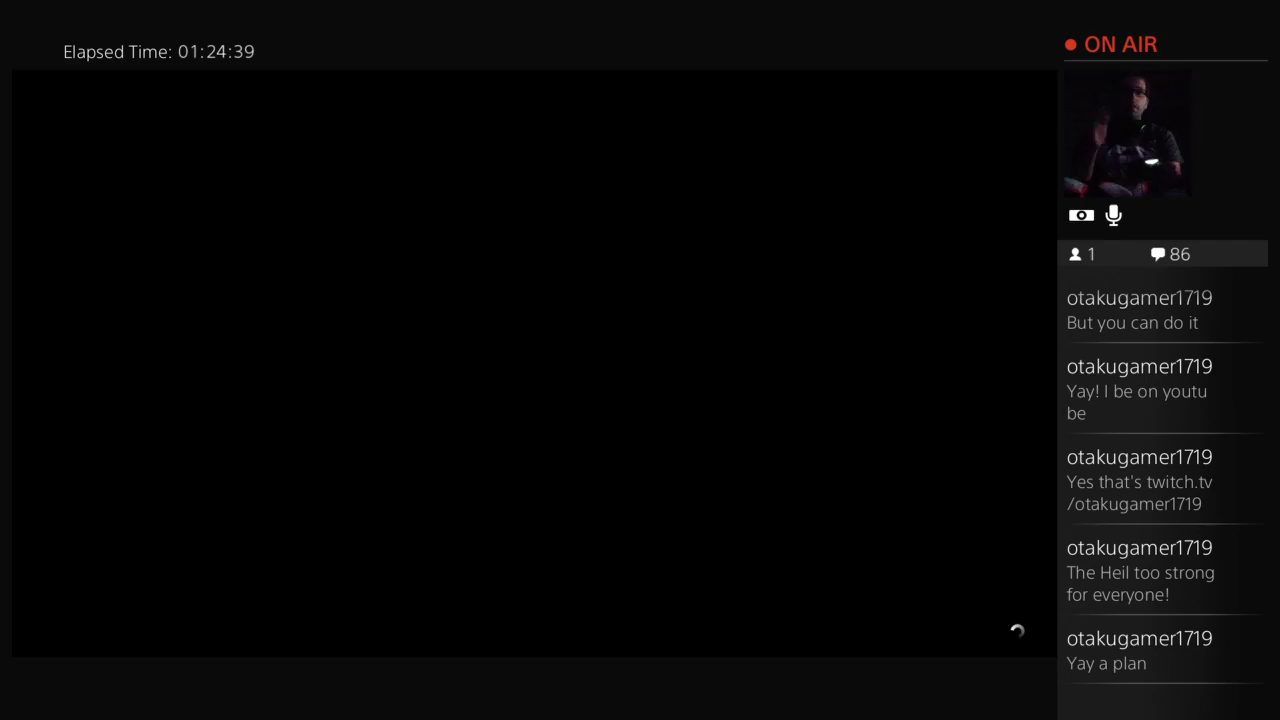 Elapsed Time: 01:24:39
ON AIR
1
86
otakugamer1719
But you can do it
otakugamer1719
Yay! I be on youtu
be
otakugamer1719
Yes that's twitch.tv
/otakugamer1719
otakugamer1719
The Heil too strong
for everyone!
otakugamer1719
Yay a plan